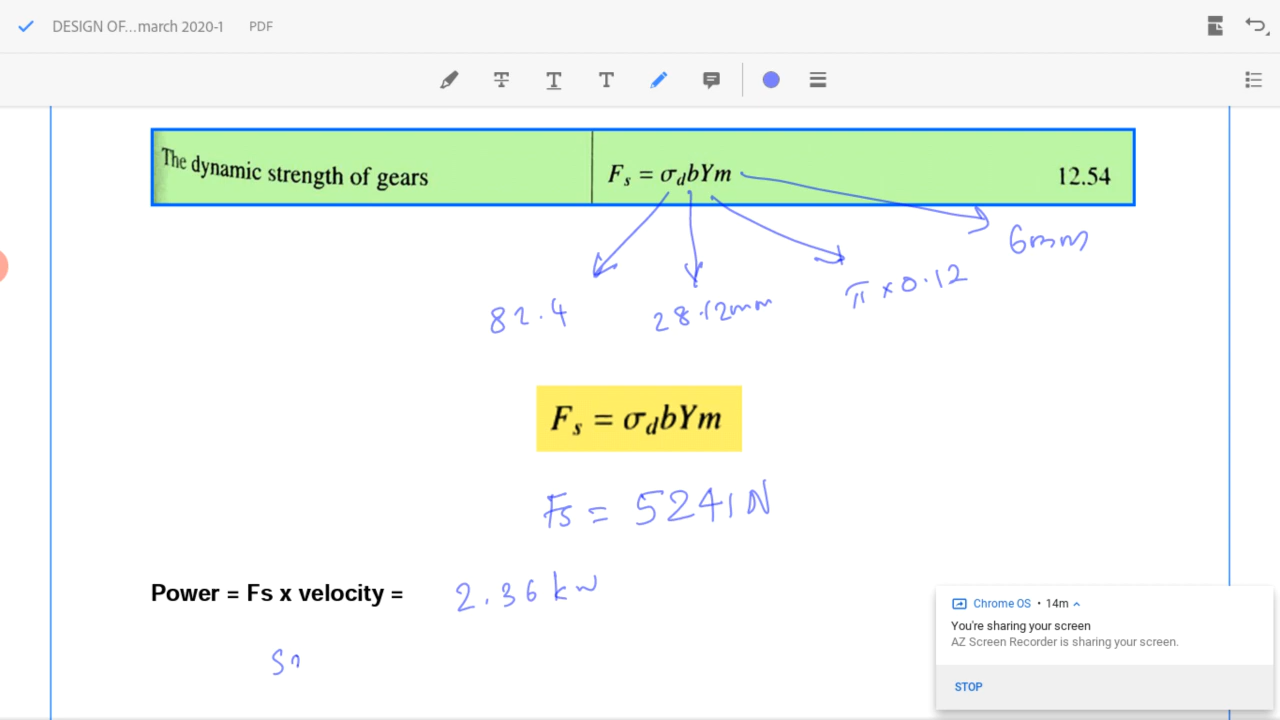 DESIGN OF...march 2020-1 PDF
The dynamic strength of gears Fs = σdbYm 12.54
6mm
82.4 28.12mm π x 0.12
Fs = σdbYm
Fs = 5241N
Power = Fs x velocity = 2.36 kw
Chrome OS • 14m
You're sharing your screen
AZ Screen Recorder is sharing your screen.
STOP